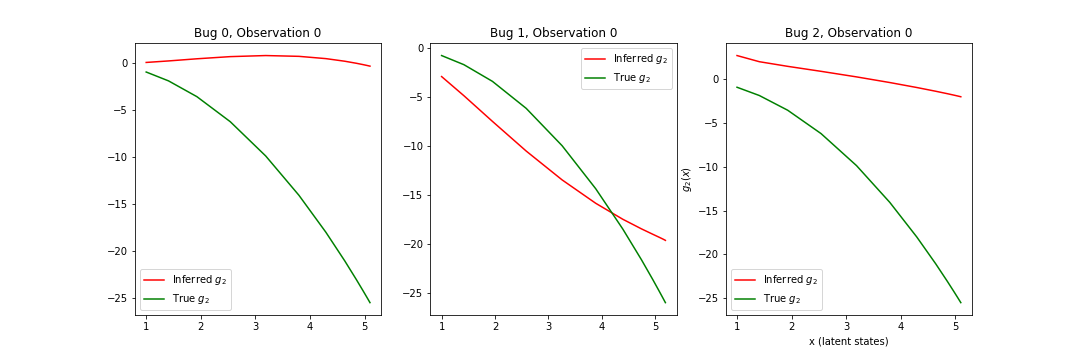 Bug 0, Observation 0
0
−5
−10
−15
−20
−25
1 2 3 4 5
Inferred g₂
True g₂
Bug 1, Observation 0
0
−5
−10
−15
−20
−25
1 2 3 4 5
Inferred g₂
True g₂
Bug 2, Observation 0
g₂(x)
0
−5
−10
−15
−20
−25
1 2 3 4 5
x (latent states)
Inferred g₂
True g₂